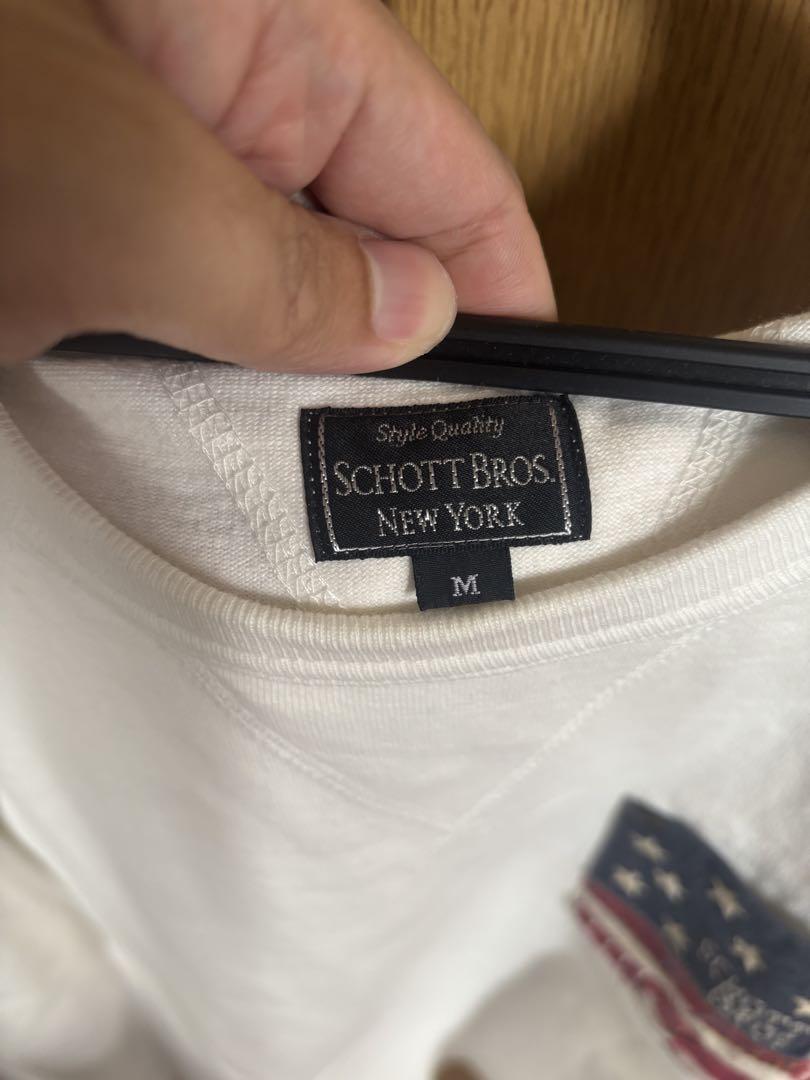 Style Quality
SCHOTT BROS.
NEW YORK
M